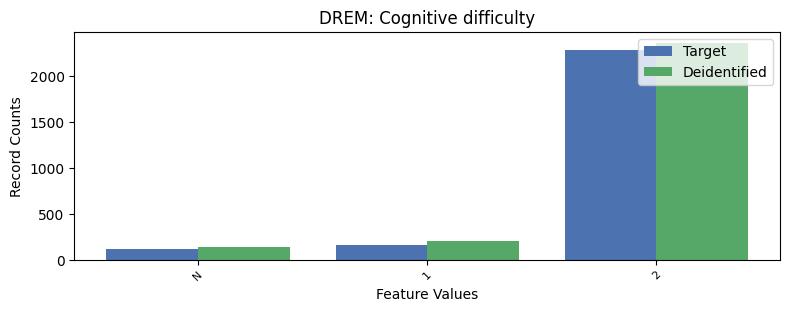 DREM: Cognitive difficulty
Record Counts
2000
1500
1000
500
0
Target
Deidentified
N
1
2
Feature Values